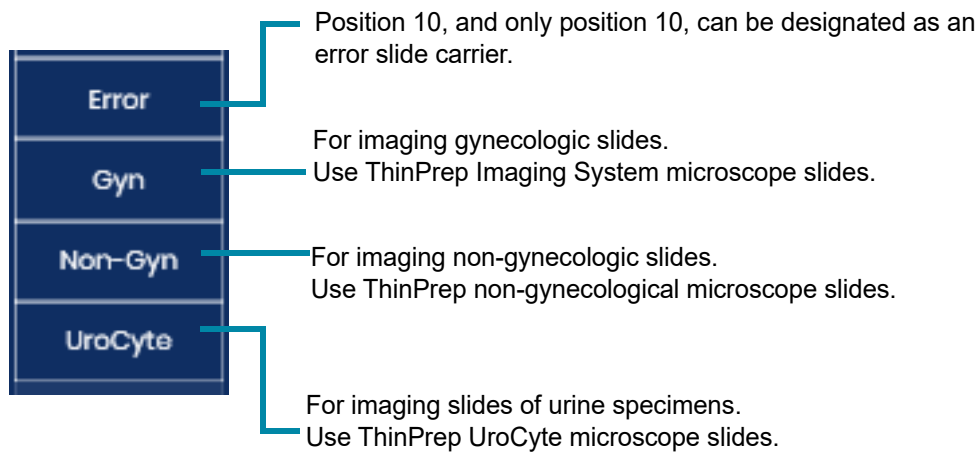 Position 10, and only position 10, can be designated as an
error slide carrier.
Error
For imaging gynecologic slides.
Gyn
Use ThinPrep Imaging System microscope slides.
Non-Gyn
For imaging non-gynecologic slides.
Use ThinPrep non-gynecological microscope slides.
UroCyte
For imaging slides of urine specimens.
Use ThinPrep UroCyte microscope slides.